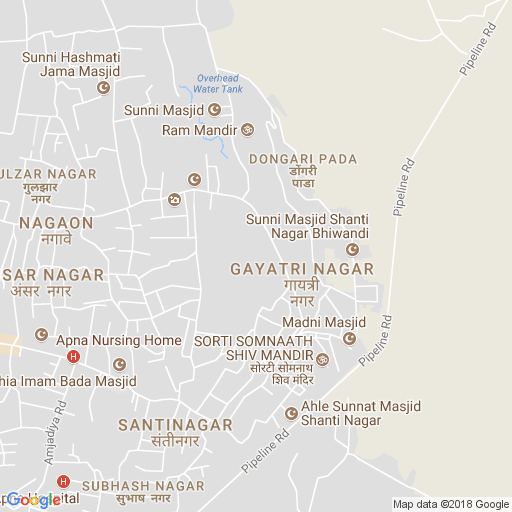 Sunni Hashmati
Jama Masjid
Overhead
Water Tank
Pipeline Rd
Sunni Masjid
Ram Mandir
DONGARI PADA
डोंगरी
पाडा
ULZAR NAGAR
गुलझार
नगर
Pipeline Rd
NAGAON
नगावे
Sunni Masjid Shanti
Nagar Bhiwandi
SAR NAGAR
अंसर नगर
GAYATRI NAGAR
गायत्री
नगर
Madni Masjid
Pipeline Rd
Apna Nursing Home
SORTI SOMNAATH
SHIV MANDIR
सोरटी सोमनाथ
शिव मंदिर
hia Imam Bada Masjid
Amjadiya Rd
Ahle Sunnat Masjid
Shanti Nagar
SANTINAGAR
संतीनगर
Pipeline Rd
SUBHASH NAGAR
सुभाष नगर
Google
Map data ©2018 Google